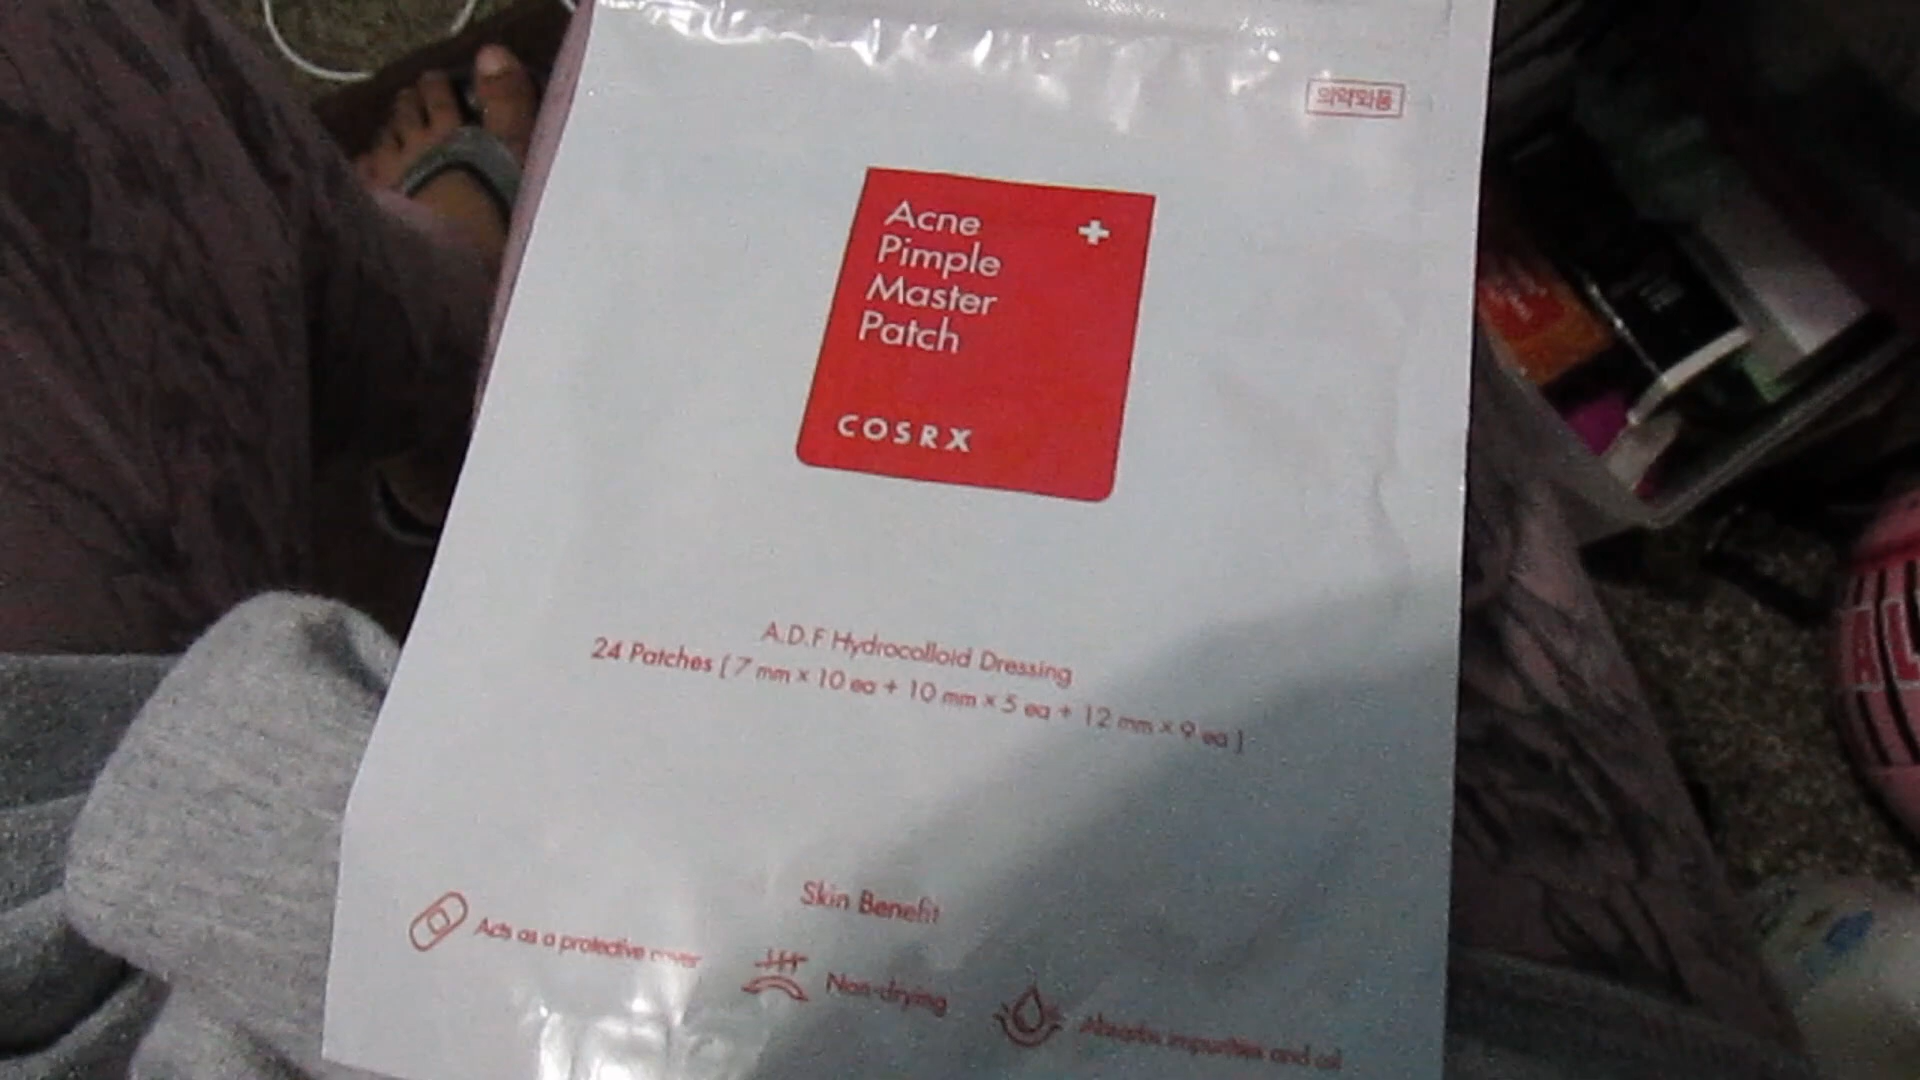 의약외품
Acne
Pimple
Master
Patch
COSRX
A.D.F Hydrocolloid Dressing
24 Patches ( 7 mm × 10 ea + 10 mm × 5 ea + 12 mm × 9 ea )
Skin Benefit
Acts as a protective cover
Non-drying
Absorbs impurities and oil
AL